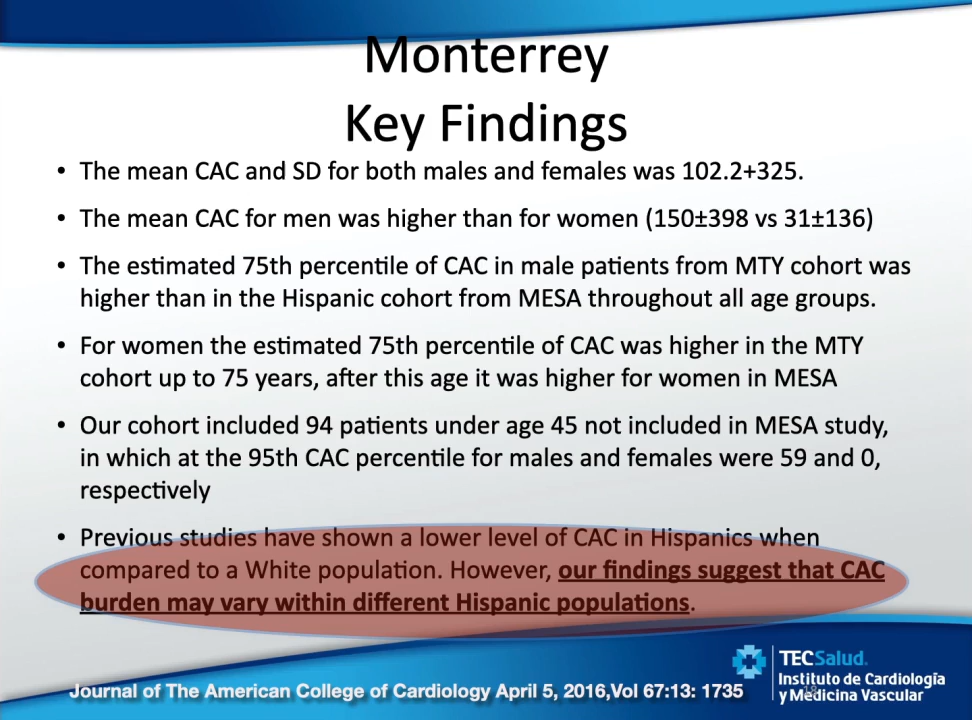 Monterrey
Key Findings
• The mean CAC and SD for both males and females was 102.2+325.
• The mean CAC for men was higher than for women (150±398 vs 31±136)
• The estimated 75th percentile of CAC in male patients from MTY cohort was
higher than in the Hispanic cohort from MESA throughout all age groups.
• For women the estimated 75th percentile of CAC was higher in the MTY
cohort up to 75 years, after this age it was higher for women in MESA
• Our cohort included 94 patients under age 45 not included in MESA study,
in which at the 95th CAC percentile for males and females were 59 and 0,
respectively
• Previous studies have shown a lower level of CAC in Hispanics when
compared to a White population. However, our findings suggest that CAC
burden may vary within different Hispanic populations.
TECSalud.
Instituto de Cardiología
y Medicina Vascular
Journal of The American College of Cardiology April 5, 2016,Vol 67:13: 1735